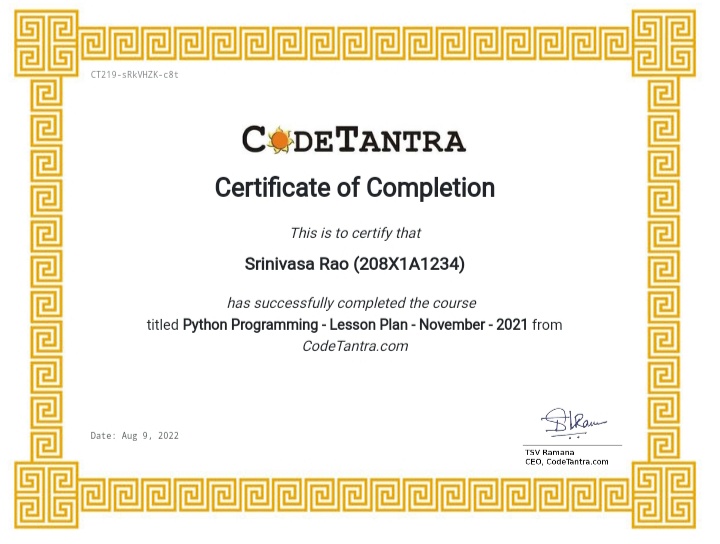 CT219-sRkVHZK-c8t
CODETANTRA
Certificate of Completion
This is to certify that
Srinivasa Rao (208X1A1234)
has successfully completed the course
titled Python Programming - Lesson Plan - November - 2021 from
CodeTantra.com
Date: Aug 9, 2022
TSV Ramana
CEO, CodeTantra.com